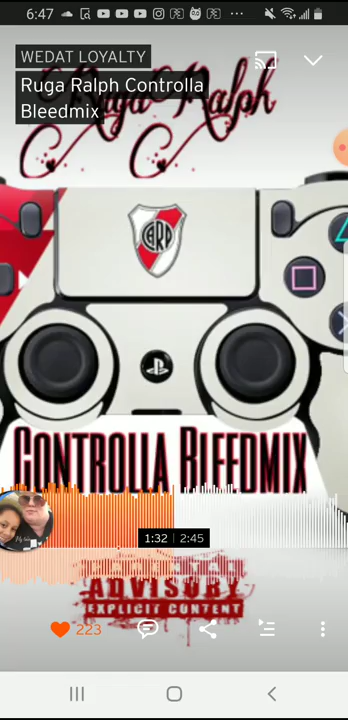 6:47
WEDAT LOYALTY
Ruga Ralph Controlla
Bleedmix
Ruga Ralph
CARP
CONTROLLA BLEEDMIX
1:32 | 2:45
ADVISORY
EXPLICIT CONTENT
223